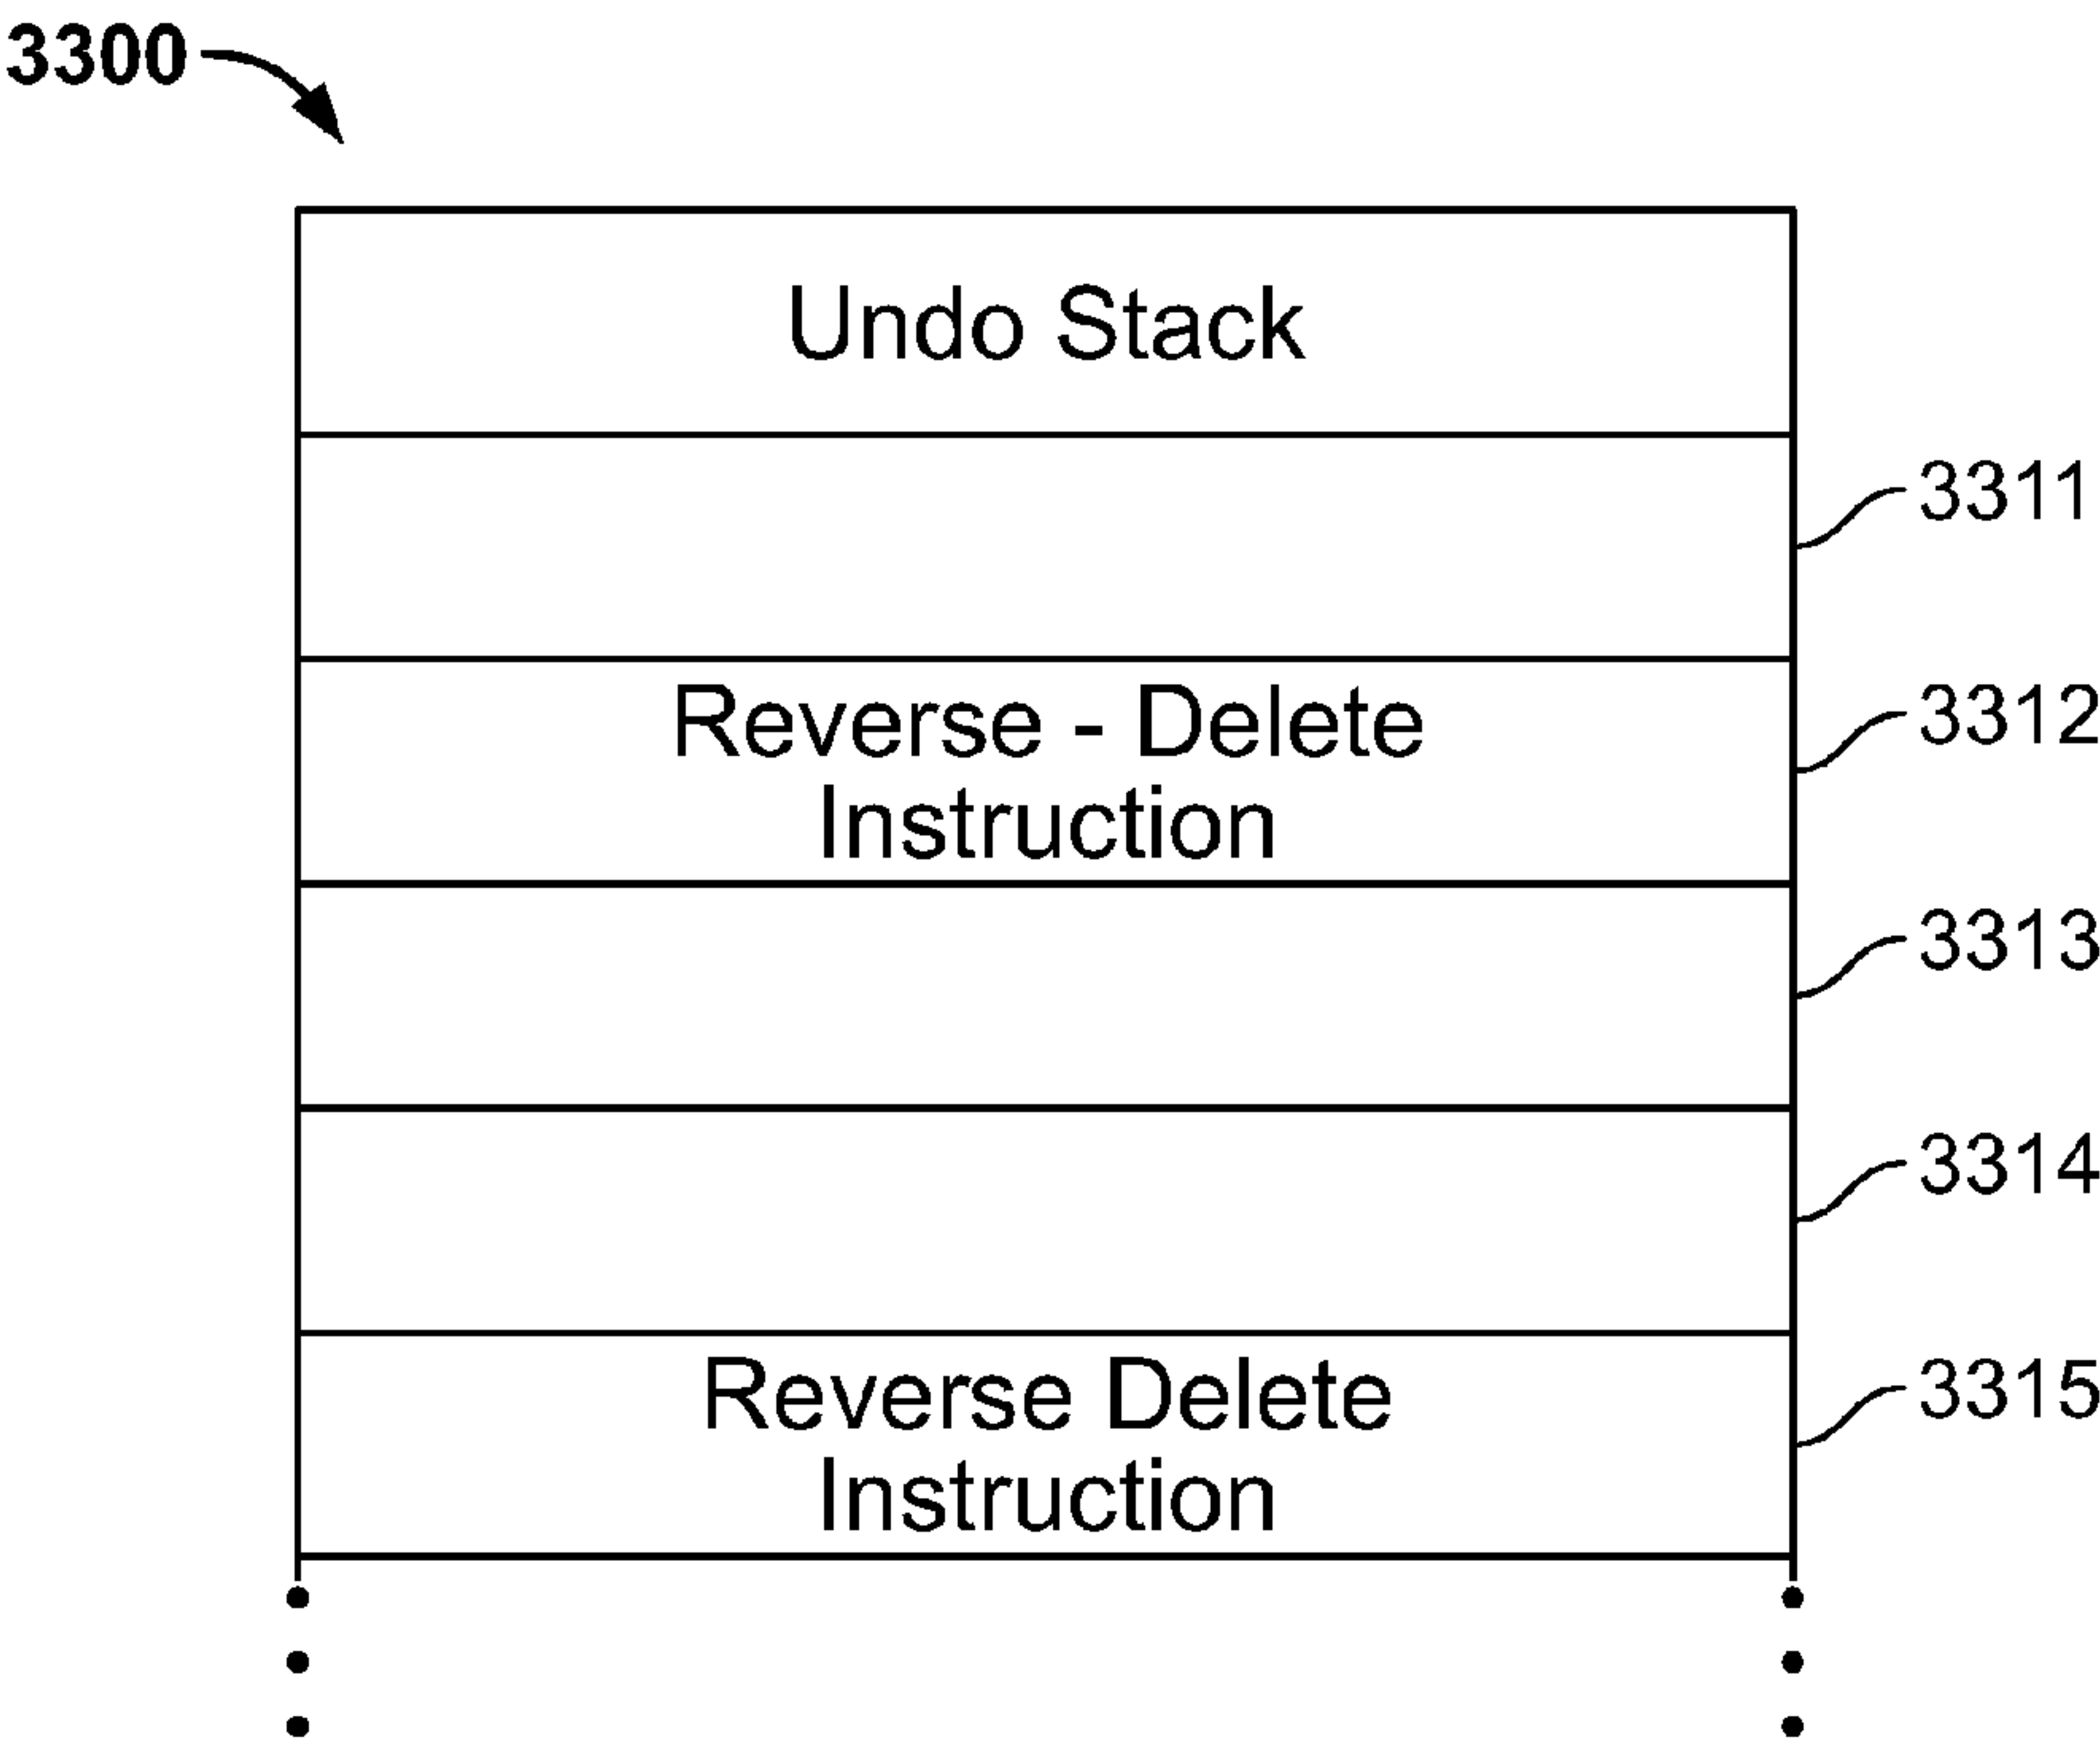 3300
Undo Stack
3311
Reverse - Delete
Instruction
3312
3313
3314
Reverse Delete
Instruction
3315